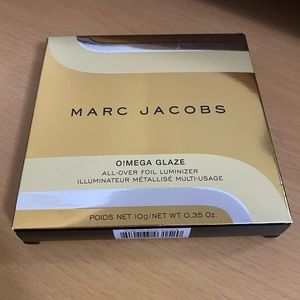 MARC JACOBS
O!MEGA GLAZE
ALL-OVER FOIL LUMINIZER
ILLUMINATEUR MÉTALLISÉ MULTI-USAGE
POIDS NET 10g/NET WT. 0.35 Oz.